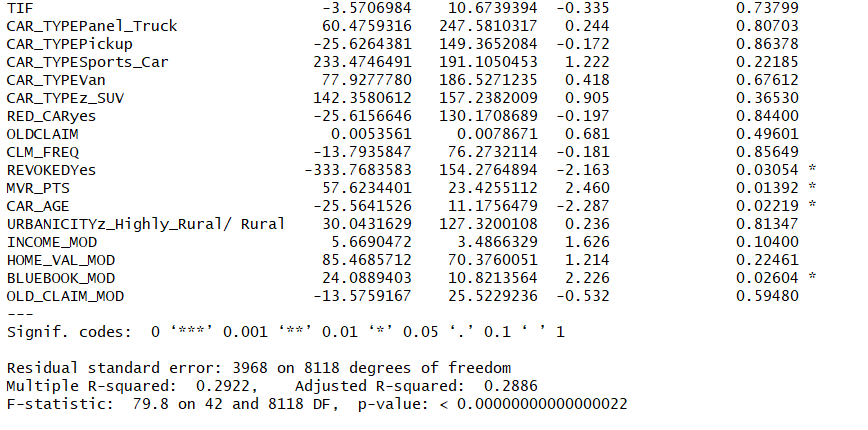 TIF -3.5706984 10.6739394 -0.335 0.73799
CAR_TYPEPanel_Truck 60.4759316 247.5810317 0.244 0.80703
CAR_TYPEPickup -25.6264381 149.3652084 -0.172 0.86378
CAR_TYPESports_Car 233.4746491 191.1050453 1.222 0.22185
CAR_TYPEVan 77.9277780 186.5271235 0.418 0.67612
CAR_TYPEz_SUV 142.3580612 157.2382009 0.905 0.36530
RED_CARyes -25.6156646 130.1708689 -0.197 0.84400
OLDCLAIM 0.0053561 0.0078671 0.681 0.49601
CLM_FREQ -13.7935847 76.2732114 -0.181 0.85649
REVOKEDYes -333.7683583 154.2764894 -2.163 0.03054 *
MVR_PTS 57.6234401 23.4255112 2.460 0.01392 *
CAR_AGE -25.5641526 11.1756479 -2.287 0.02219 *
URBANICITYz_Highly_Rural/ Rural 30.0431629 127.3200108 0.236 0.81347
INCOME_MOD 5.6690472 3.4866329 1.626 0.10400
HOME_VAL_MOD 85.4685712 70.3760051 1.214 0.22461
BLUEBOOK_MOD 24.0889403 10.8213564 2.226 0.02604 *
OLD_CLAIM_MOD -13.5759167 25.5229236 -0.532 0.59480
---
Signif. codes: 0 ‘***’ 0.001 ‘**’ 0.01 ‘*’ 0.05 ‘.’ 0.1 ‘ ’ 1
Residual standard error: 3968 on 8118 degrees of freedom
Multiple R-squared: 0.2922, Adjusted R-squared: 0.2886
F-statistic: 79.8 on 42 and 8118 DF, p-value: < 0.00000000000000022